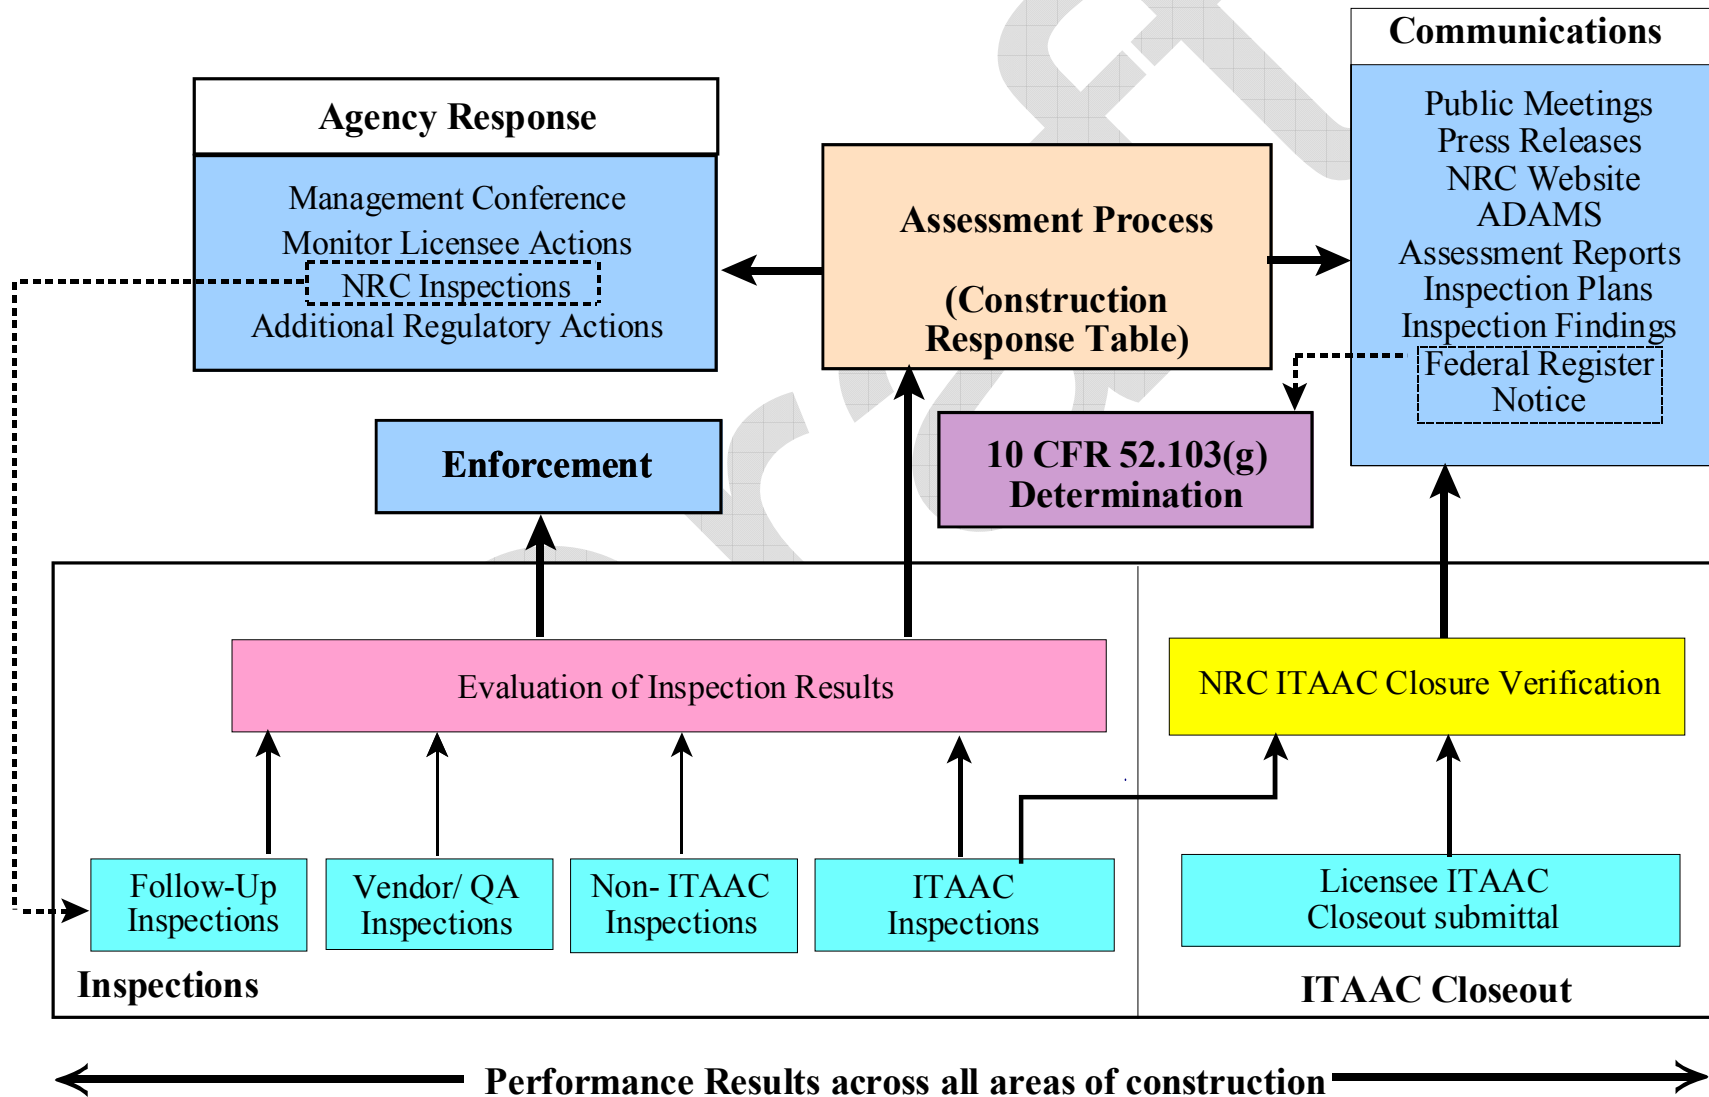 Communications
Public Meetings
Press Releases
NRC Website
ADAMS
Assessment Reports
Inspection Plans
Inspection Findings
Federal Register
Notice
Agency Response
Management Conference
Monitor Licensee Actions
NRC Inspections
Additional Regulatory Actions
Assessment Process
(Construction
Response Table)
Enforcement
10 CFR 52.103(g)
Determination
Evaluation of Inspection Results
NRC ITAAC Closure Verification
Follow-Up
Inspections
Vendor/ QA
Inspections
Non- ITAAC
Inspections
ITAAC
Inspections
Licensee ITAAC
Closeout submittal
Inspections
ITAAC Closeout
Performance Results across all areas of construction